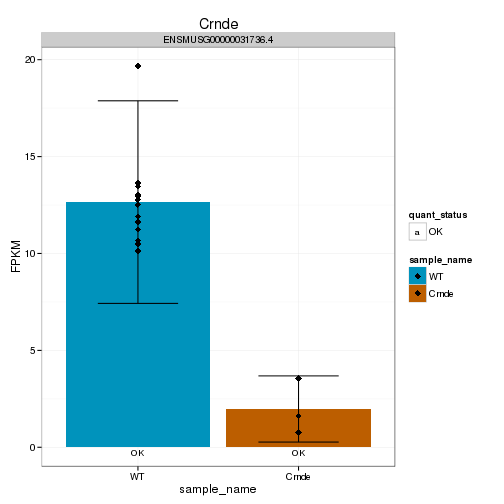 Crnde
ENSMUSG00000031736.4
20
15
10
5
0
FPKM
OK
OK
WT
Crnde
sample_name
quant_status
a
OK
sample_name
WT
Crnde